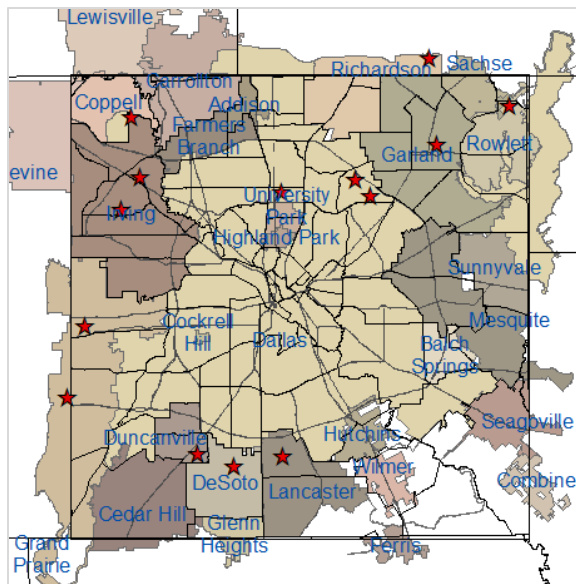 Lewisville
Richardson
Sachse
Carrollton
Coppell
Addison
Farmers
Branch
Garland
Rowlett
evine
University
Park
Irving
Highland Park
Sunnyvale
Cockrell
Hill
Dallas
Mesquite
Balch
Springs
Seagoville
Duncanville
Hutchins
Wilmer
DeSoto
Lancaster
Combine
Cedar Hill
Glenn
Heights
Grand
Prairie
Ferris